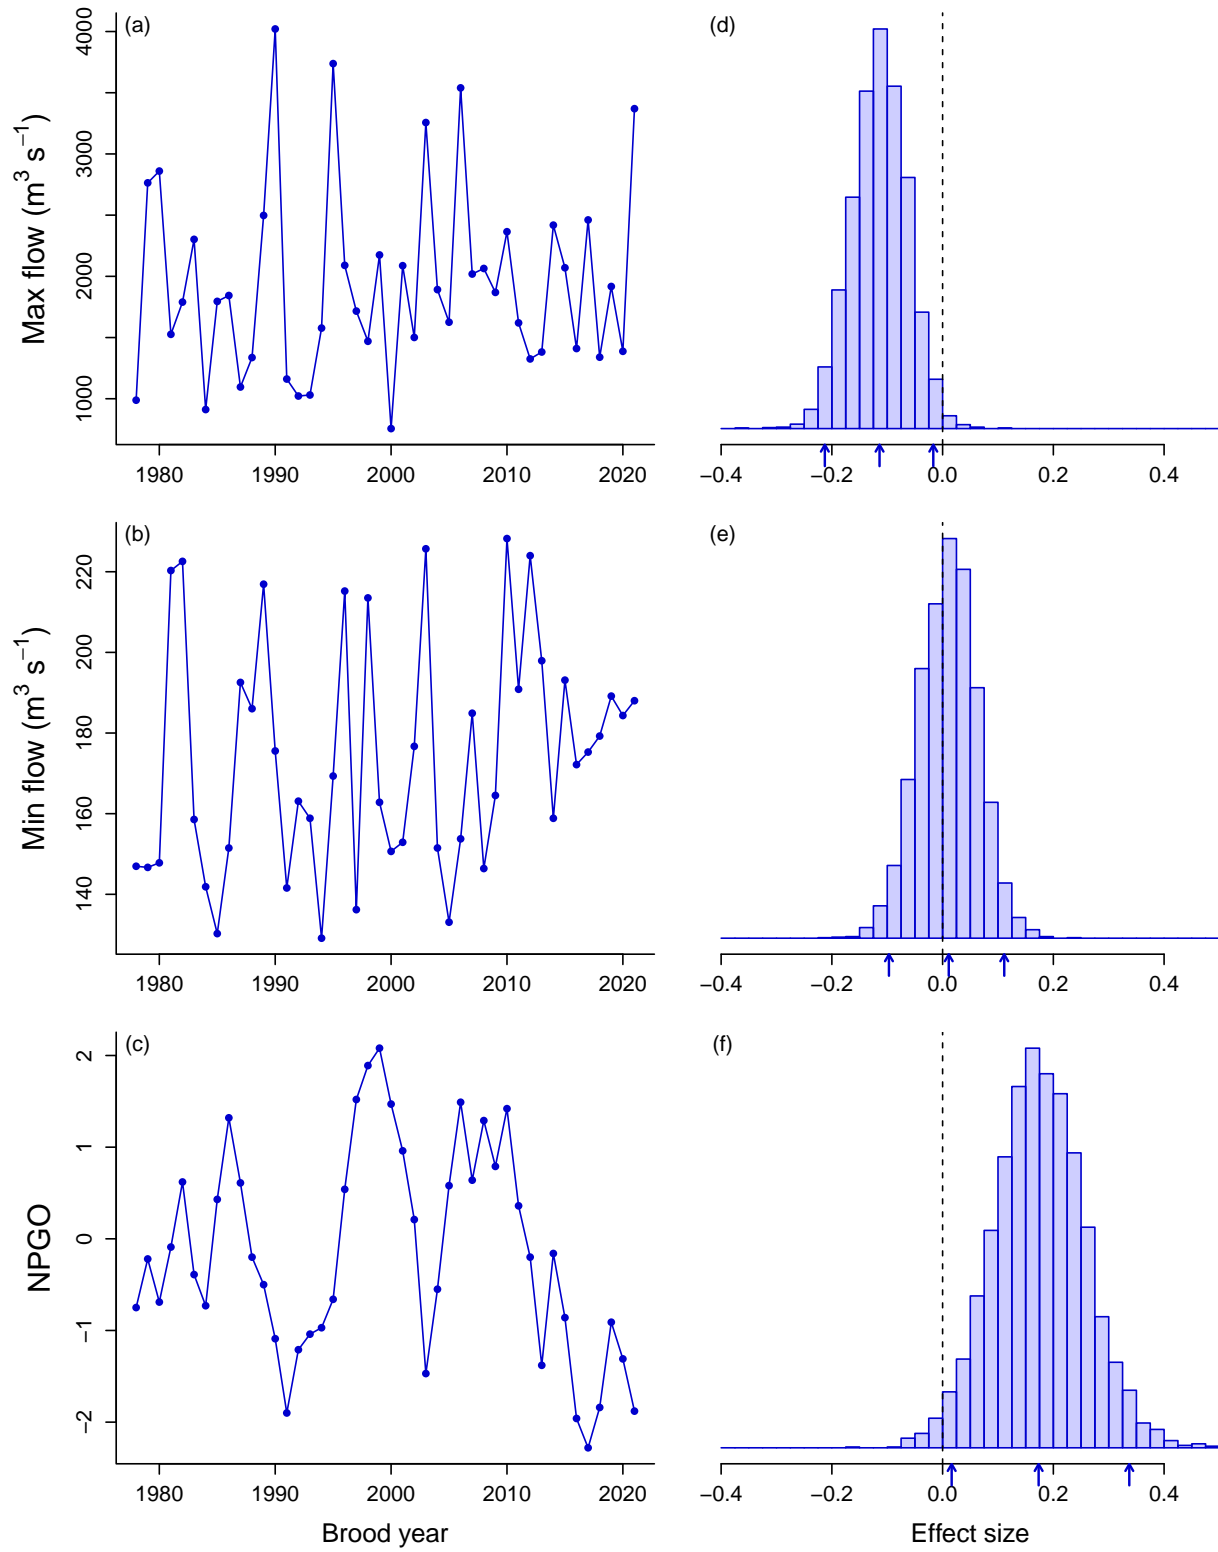 (a)
Max flow (m³ s⁻¹)
4000
3000
2000
1000
1980 1990 2000 2010 2020
(d)
−0.4 −0.2 0.0 0.2 0.4
(b)
Min flow (m³ s⁻¹)
220
200
180
160
140
1980 1990 2000 2010 2020
(e)
−0.4 −0.2 0.0 0.2 0.4
(c)
NPGO
2
1
0
−1
−2
1980 1990 2000 2010 2020
Brood year
(f)
−0.4 −0.2 0.0 0.2 0.4
Effect size